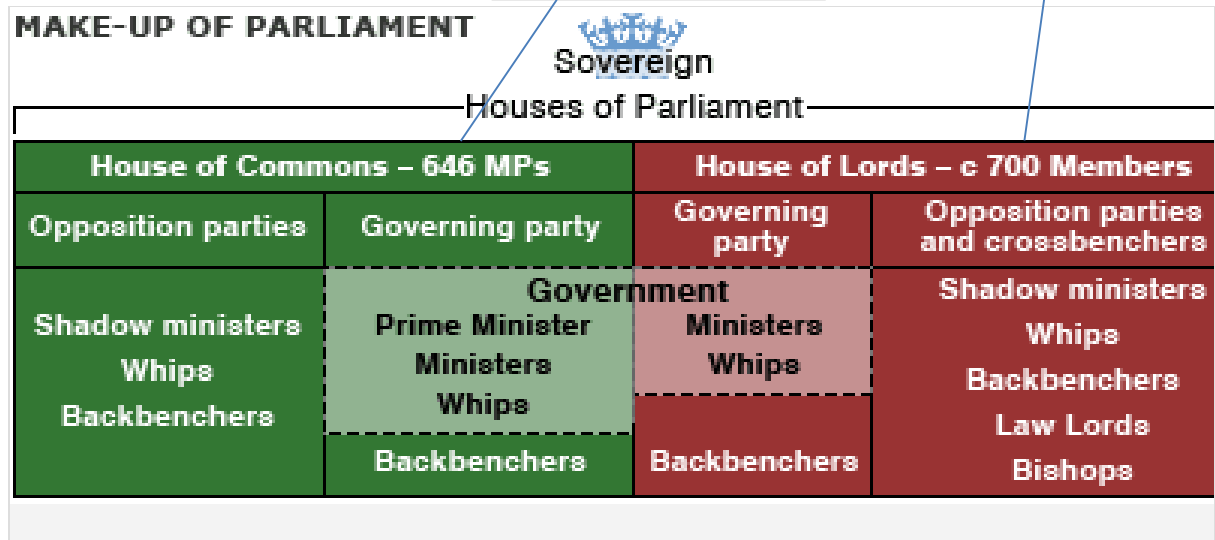 MAKE-UP OF PARLIAMENT
Sovereign
Houses of Parliament
House of Commons – 646 MPs
House of Lords – c 700 Members
Opposition parties
Governing party
Governing
party
Opposition parties
and crossbenchers
Government
Shadow ministers
Whips
Backbenchers
Prime Minister
Ministers
Whips
Backbenchers
Ministers
Whips
Backbenchers
Shadow ministers
Whips
Backbenchers
Law Lords
Bishops